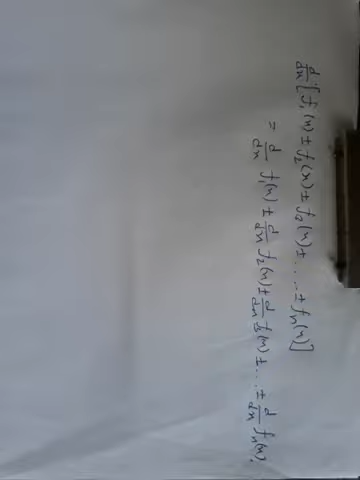 d/dx [f₁(x) ± f₂(x) ± f₃(x) ± .... ± fₙ(x)]
= d/dx f₁(x) ± d/dx f₂(x) ± d/dx f₃(x) ± ... ± d/dx fₙ(x).